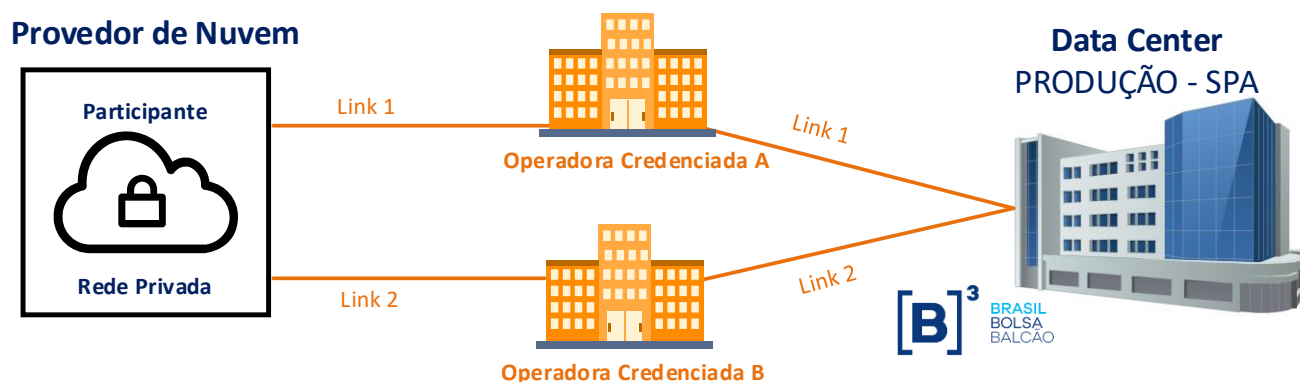 Provedor de Nuvem
Participante
Rede Privada
Link 1
Link 2
Operadora Credenciada A
Operadora Credenciada B
Link 1
Link 2
Data Center
PRODUÇÃO - SPA
[B]³
BRASIL
BOLSA
BALCÃO